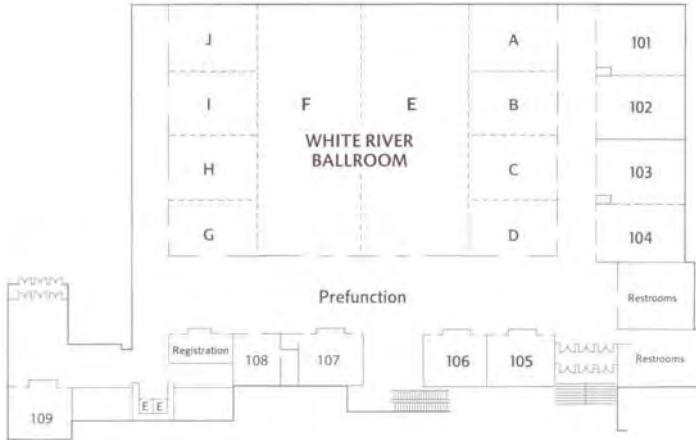 J
A
101
I
F
E
B
102
WHITE RIVER
BALLROOM
H
C
103
G
D
104
Prefunction
Restrooms
Registration
108
107
106
105
Restrooms
E E
109